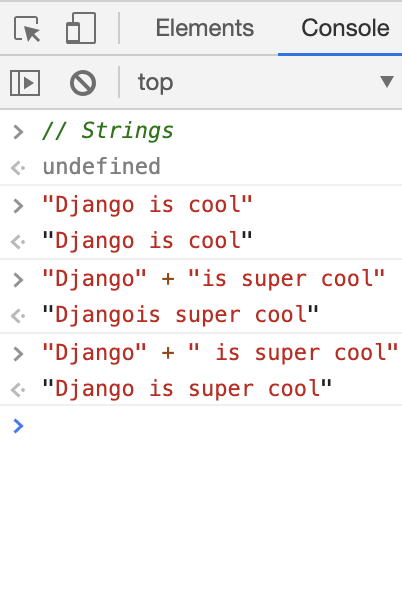 Elements Console
top
> // Strings
undefined
> "Django is cool"
"Django is cool"
> "Django" + "is super cool"
"Djangois super cool"
> "Django" + " is super cool"
"Django is super cool"
>